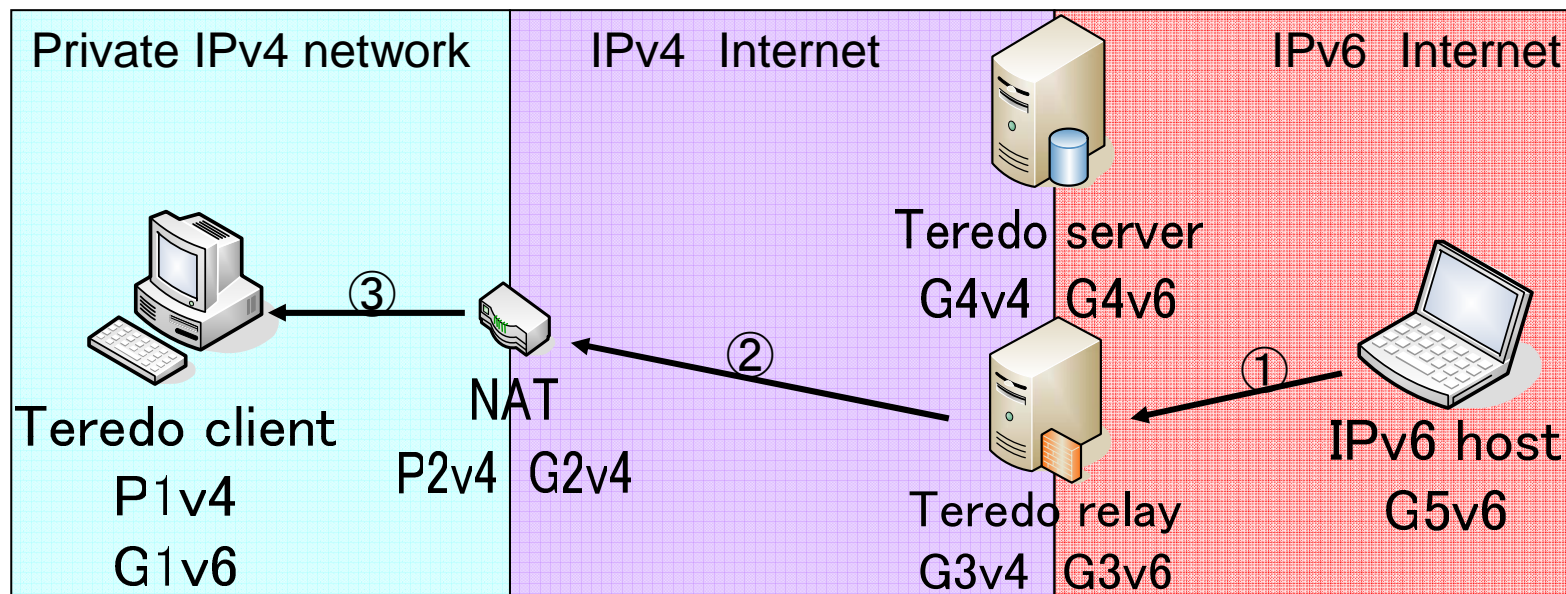 Private IPv4 network
IPv4 Internet
IPv6 Internet
Teredo server
G4v4 G4v6
③
②
①
NAT
P2v4 G2v4
Teredo client
P1v4
G1v6
Teredo relay
G3v4 G3v6
IPv6 host
G5v6